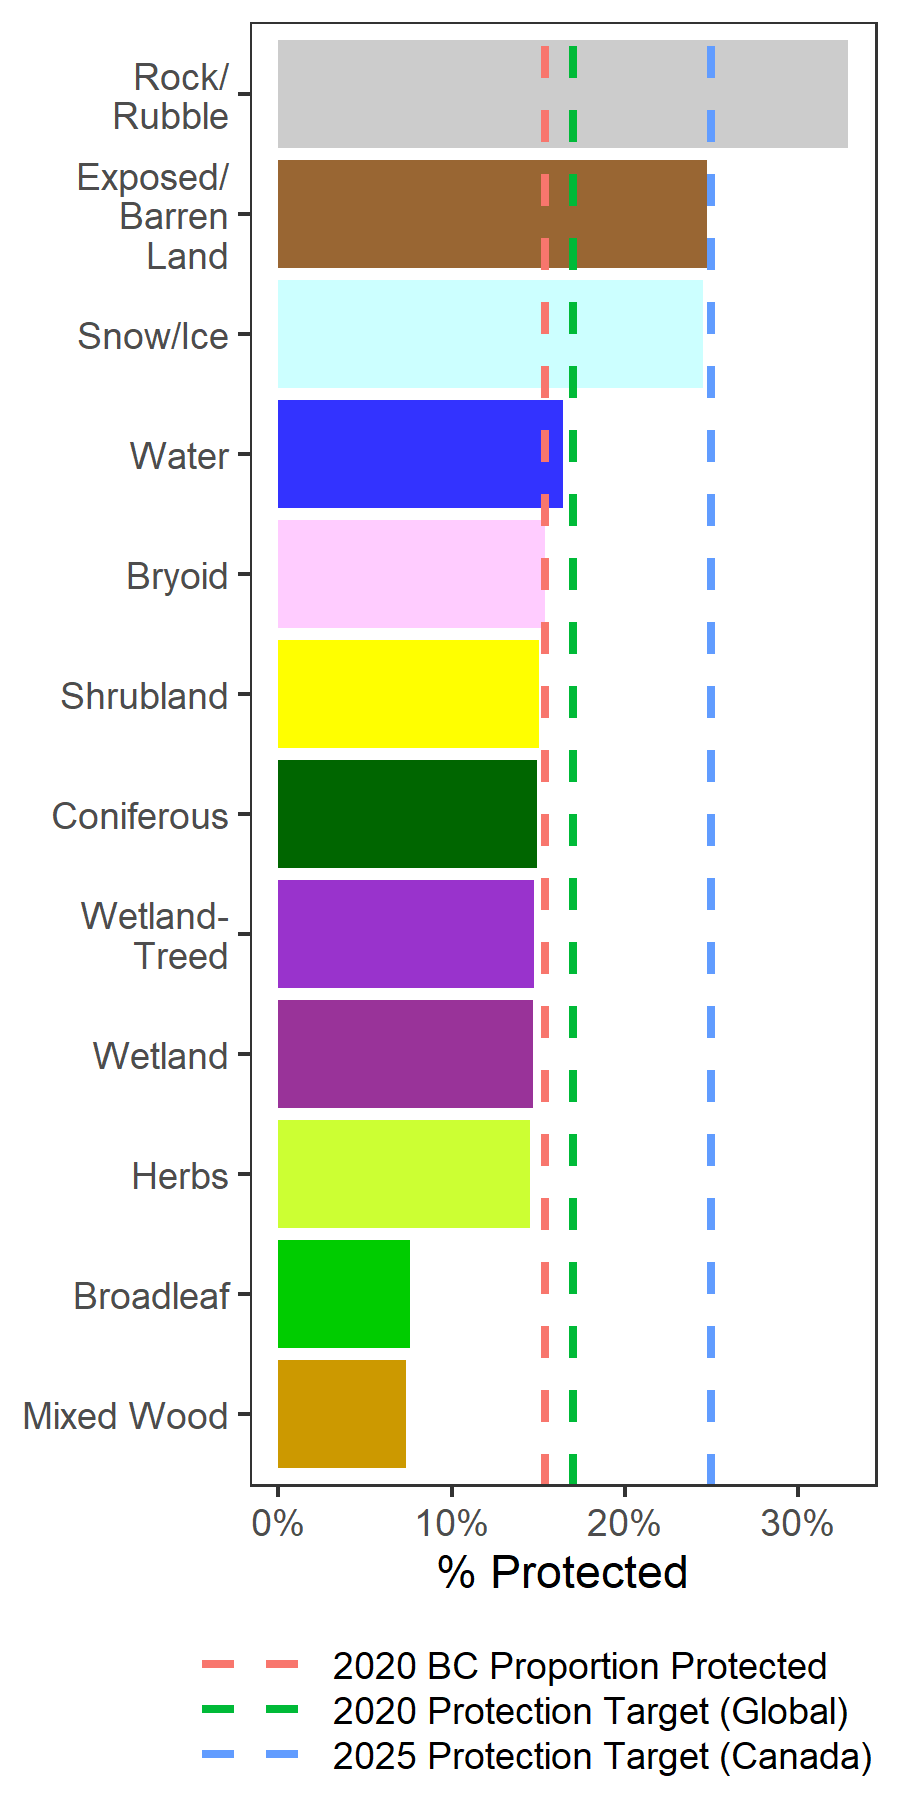 Rock/
Rubble
Exposed/
Barren
Land
Snow/Ice
Water
Bryoid
Shrubland
Coniferous
Wetland-
Treed
Wetland
Herbs
Broadleaf
Mixed Wood
0% 10% 20% 30%
% Protected
2020 BC Proportion Protected
2020 Protection Target (Global)
2025 Protection Target (Canada)